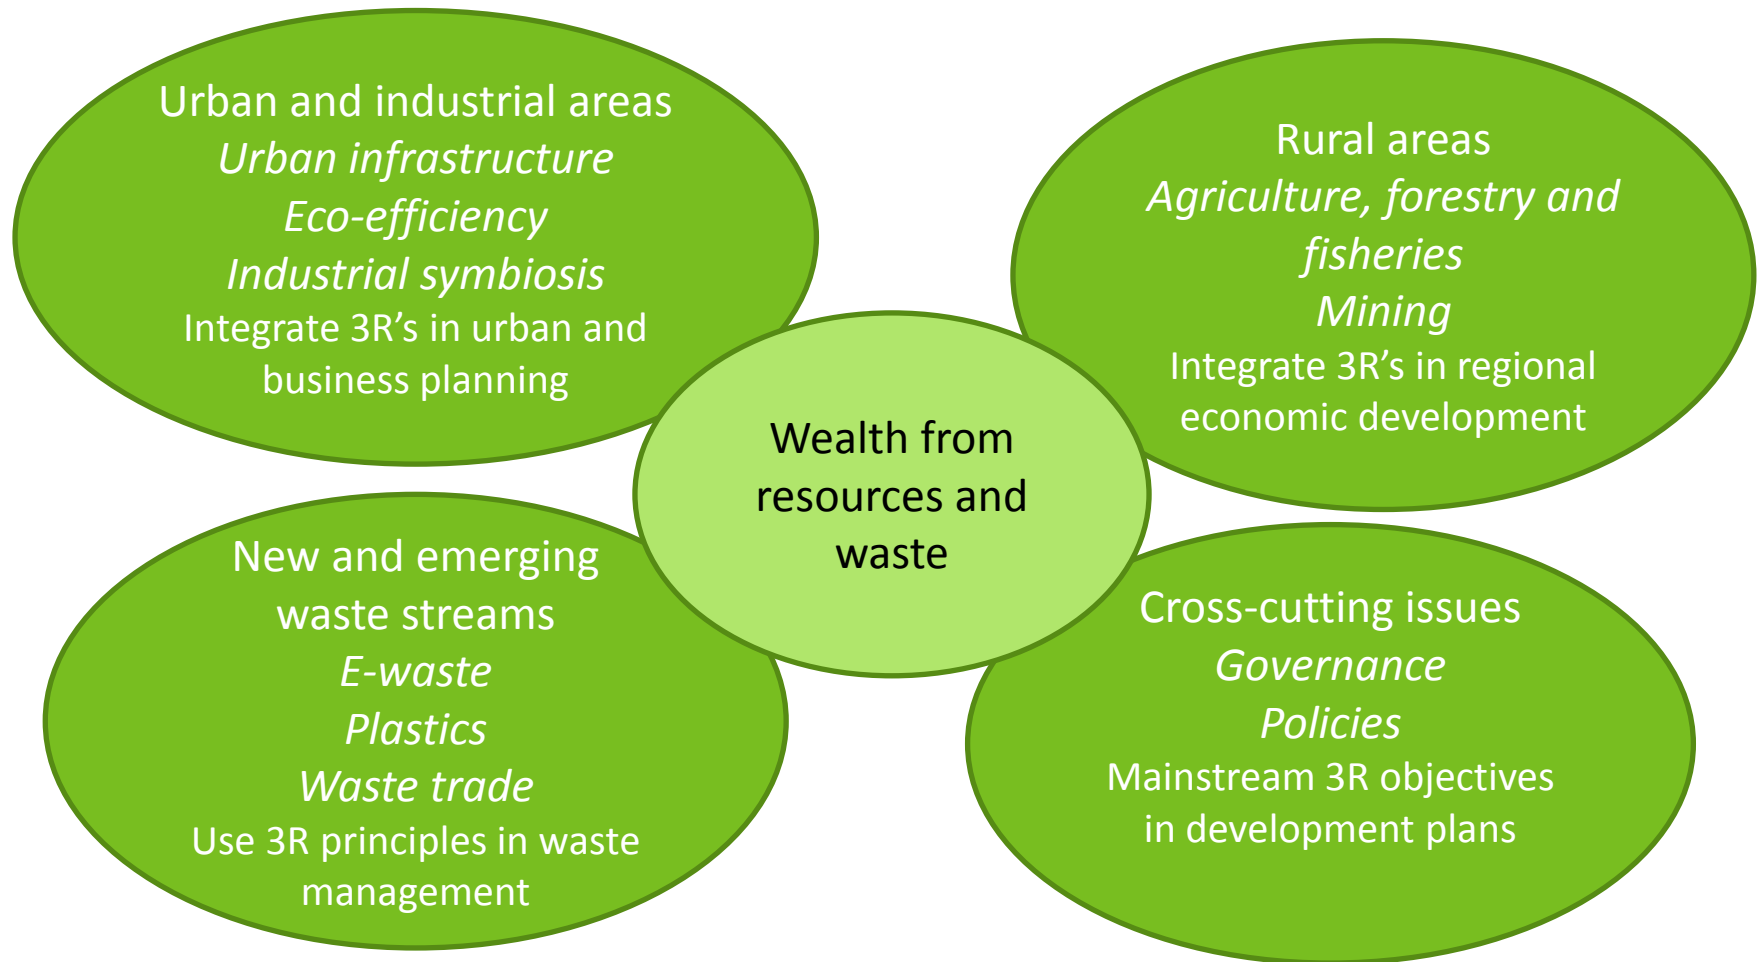 Urban and industrial areas
Urban infrastructure
Eco-efficiency
Industrial symbiosis
Integrate 3R’s in urban and
business planning
Rural areas
Agriculture, forestry and
fisheries
Mining
Integrate 3R’s in regional
economic development
Wealth from
resources and
waste
New and emerging
waste streams
E-waste
Plastics
Waste trade
Use 3R principles in waste
management
Cross-cutting issues
Governance
Policies
Mainstream 3R objectives
in development plans